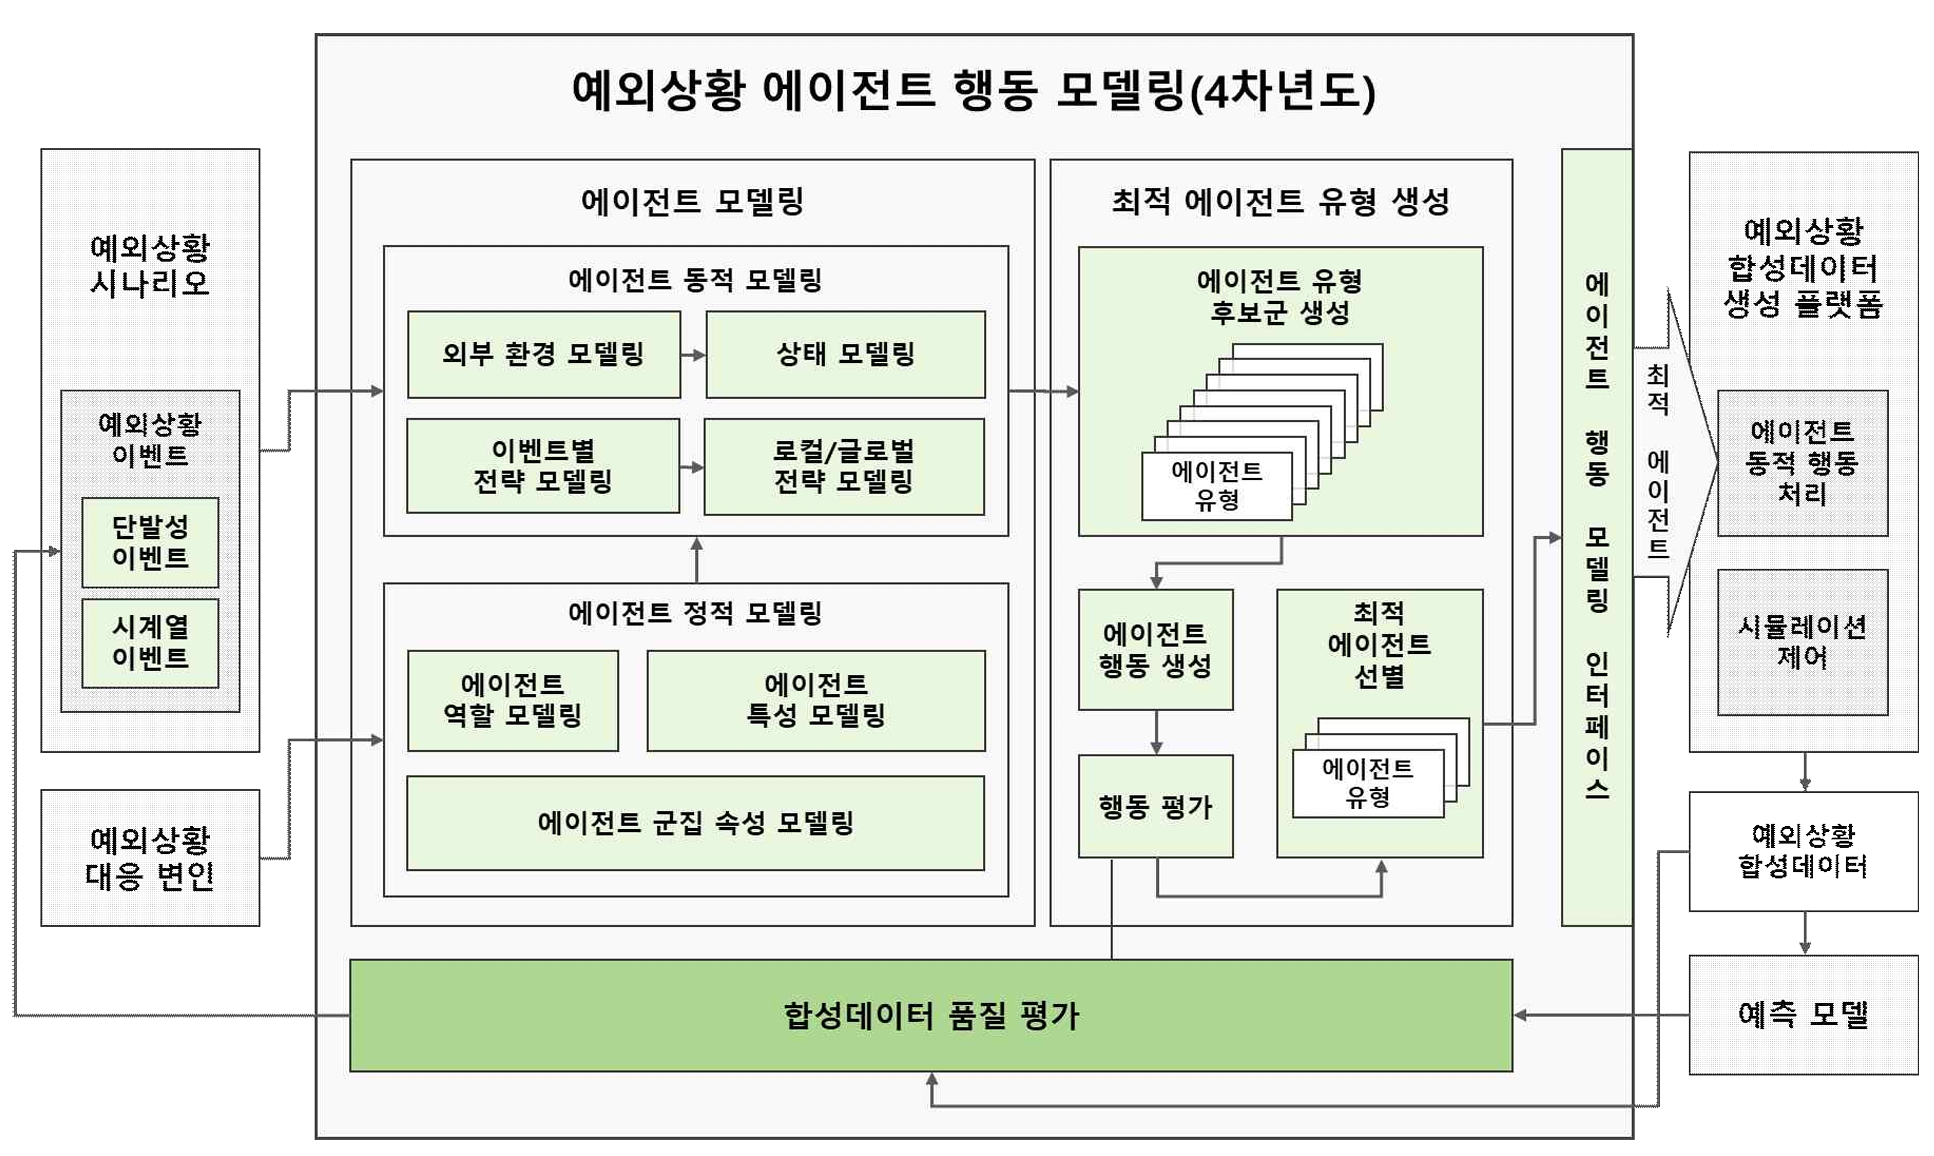 예외상황 에이전트 행동 모델링(4차년도)
예외상황
시나리오
예외상황
이벤트
단발성
이벤트
시계열
이벤트
예외상황
대응 변인
에이전트 모델링
에이전트 동적 모델링
외부 환경 모델링
상태 모델링
이벤트별
전략 모델링
로컬/글로벌
전략 모델링
에이전트 정적 모델링
에이전트
역할 모델링
에이전트
특성 모델링
에이전트 군집 속성 모델링
최적 에이전트 유형 생성
에이전트 유형
후보군 생성
에이전트
유형
에이전트
행동 생성
행동 평가
최적
에이전트
선별
에이전트
유형
에이전트 행동 모델링 인터페이스
최적 에이전트
예외상황
합성데이터
생성 플랫폼
에이전트
동적 행동
처리
시뮬레이션
제어
예외상황
합성데이터
예측 모델
합성데이터 품질 평가